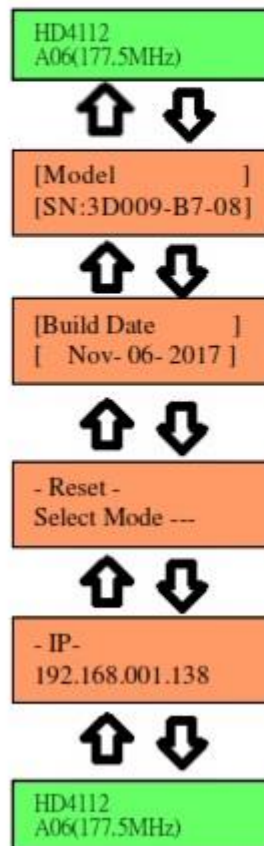 HD4112
A06(177.5MHz)
[Model ]
[SN:3D009-B7-08]
[Build Date ]
[ Nov- 06- 2017 ]
- Reset -
Select Mode ---
- IP-
192.168.001.138
HD4112
A06(177.5MHz)